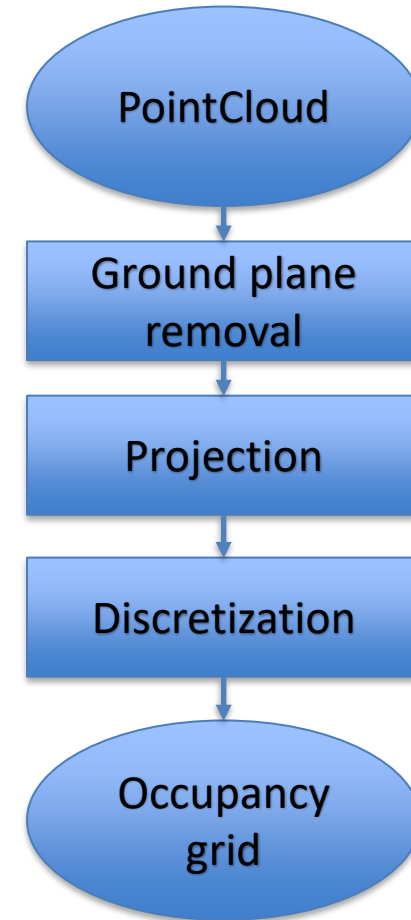 PointCloud
Ground plane
removal
Projection
Discretization
Occupancy
grid